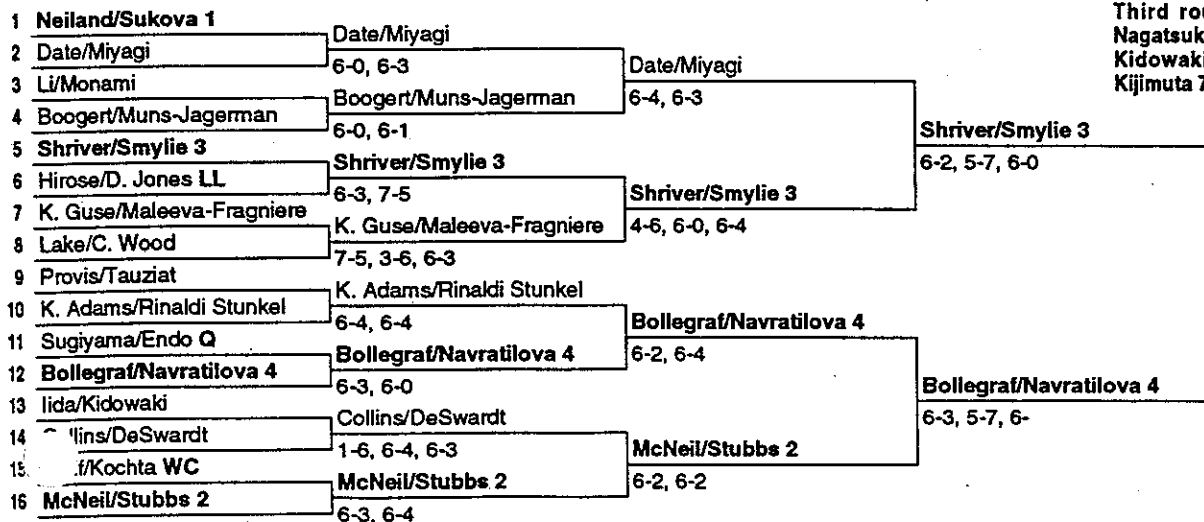 1 Neiland/Sukova 1
2 Date/Miyagi
3 Li/Monami
4 Boogert/Muns-Jagerman
5 Shriver/Smylie 3
6 Hirose/D. Jones LL
7 K. Guse/Maleeva-Fragniere
8 Lake/C. Wood
9 Provis/Tauziat
10 K. Adams/Rinaldi Stunkel
11 Sugiyama/Endo Q
12 Bollegraf/Navratilova 4
13 Iida/Kidowaki
14 llins/DeSwardt
15 f/Kochta WC
16 McNeil/Stubbs 2
Date/Miyagi
6-0, 6-3
Boogert/Muns-Jagerman
6-0, 6-1
Shriver/Smylie 3
6-3, 7-5
K. Guse/Maleeva-Fragniere
7-5, 3-6, 6-3
K. Adams/Rinaldi Stunkel
6-4, 6-4
Bollegraf/Navratilova 4
6-3, 6-0
Collins/DeSwardt
1-6, 6-4, 6-3
McNeil/Stubbs 2
6-3, 6-4
Date/Miyagi
6-4, 6-3
Shriver/Smylie 3
4-6, 6-0, 6-4
Bollegraf/Navratilova 4
6-2, 6-4
McNeil/Stubbs 2
6-2, 6-2
Shriver/Smylie 3
6-2, 5-7, 6-0
Bollegraf/Navratilova 4
6-3, 5-7, 6-
Third rou
Nagatsuk
Kidowaki
Kijimuta 7